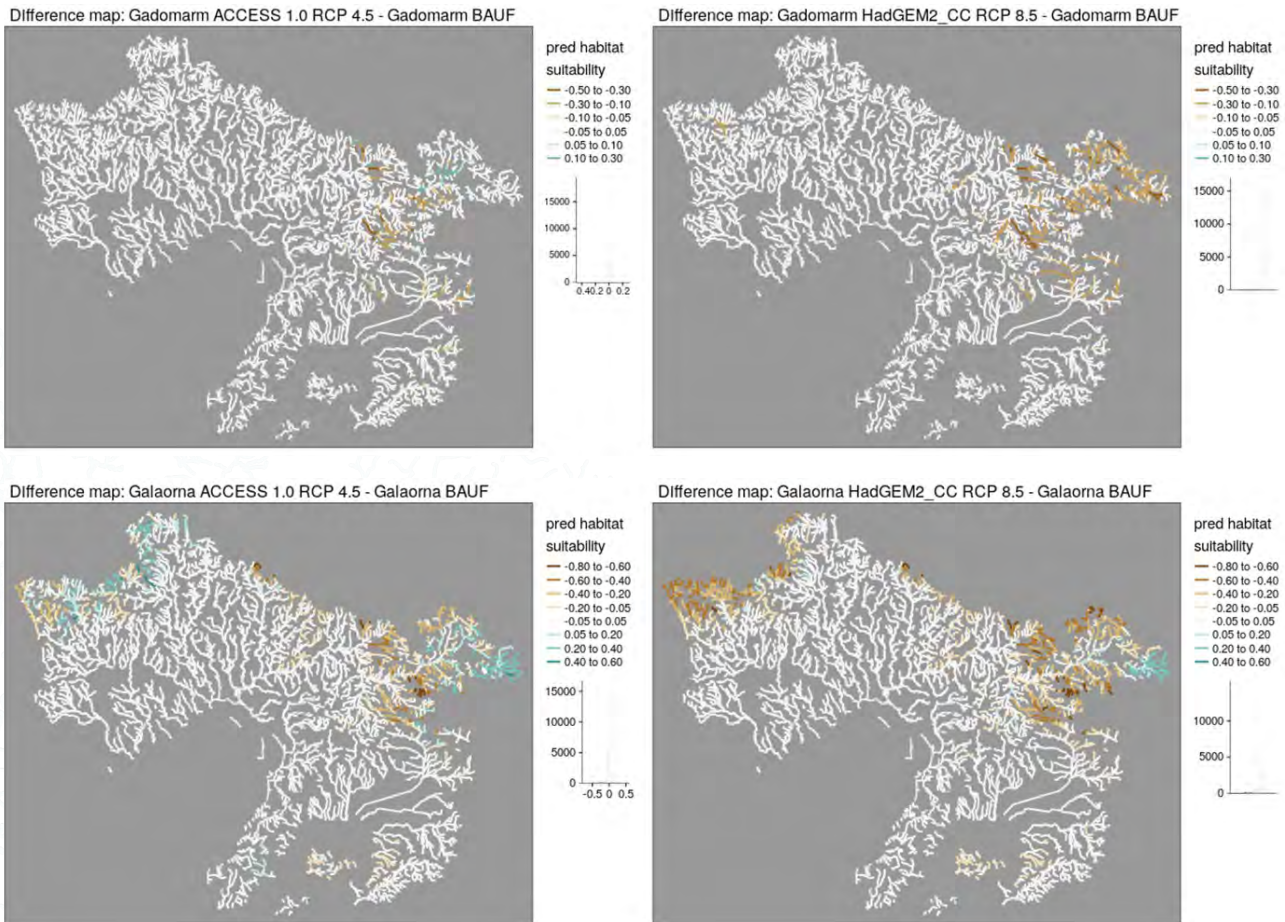 DIfference map: Gadomarm ACCESS 1.0 RCP 4.5 - Gadomarm BAUF
pred habitat
suitability
-0.50 to -0.30
-0.30 to -0.10
-0.10 to -0.05
-0.05 to 0.05
0.05 to 0.10
0.10 to 0.30
15000
10000
5000
0
0.40.2 0 0.2
DIfference map: Gadomarm HadGEM2_CC RCP 8.5 - Gadomarm BAUF
pred habitat
suitability
-0.50 to -0.30
-0.30 to -0.10
-0.10 to -0.05
-0.05 to 0.05
0.05 to 0.10
0.10 to 0.30
15000
10000
5000
0
DIfference map: Galaorna ACCESS 1.0 RCP 4.5 - Galaorna BAUF
pred habitat
suitability
-0.80 to -0.60
-0.60 to -0.40
-0.40 to -0.20
-0.20 to -0.05
-0.05 to 0.05
0.05 to 0.20
0.20 to 0.40
0.40 to 0.60
15000
10000
5000
0
-0.5 0 0.5
DIfference map: Galaorna HadGEM2_CC RCP 8.5 - Galaorna BAUF
pred habitat
suitability
-0.80 to -0.60
-0.60 to -0.40
-0.40 to -0.20
-0.20 to -0.05
-0.05 to 0.05
0.05 to 0.20
0.20 to 0.40
0.40 to 0.60
10000
5000
0